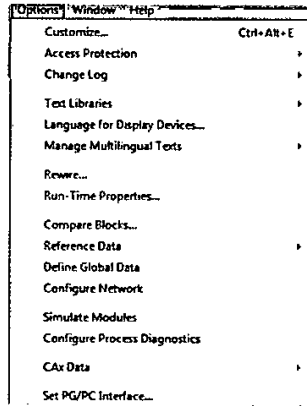 Options Window Help
Customize... Ctrl+Alt+E
Access Protection
Change Log
Text Libraries
Language for Display Devices...
Manage Multilingual Texts
Rewire...
Run-Time Properties...
Compare Blocks...
Reference Data
Define Global Data
Configure Network
Simulate Modules
Configure Process Diagnostics
CAx Data
Set PG/PC Interface...